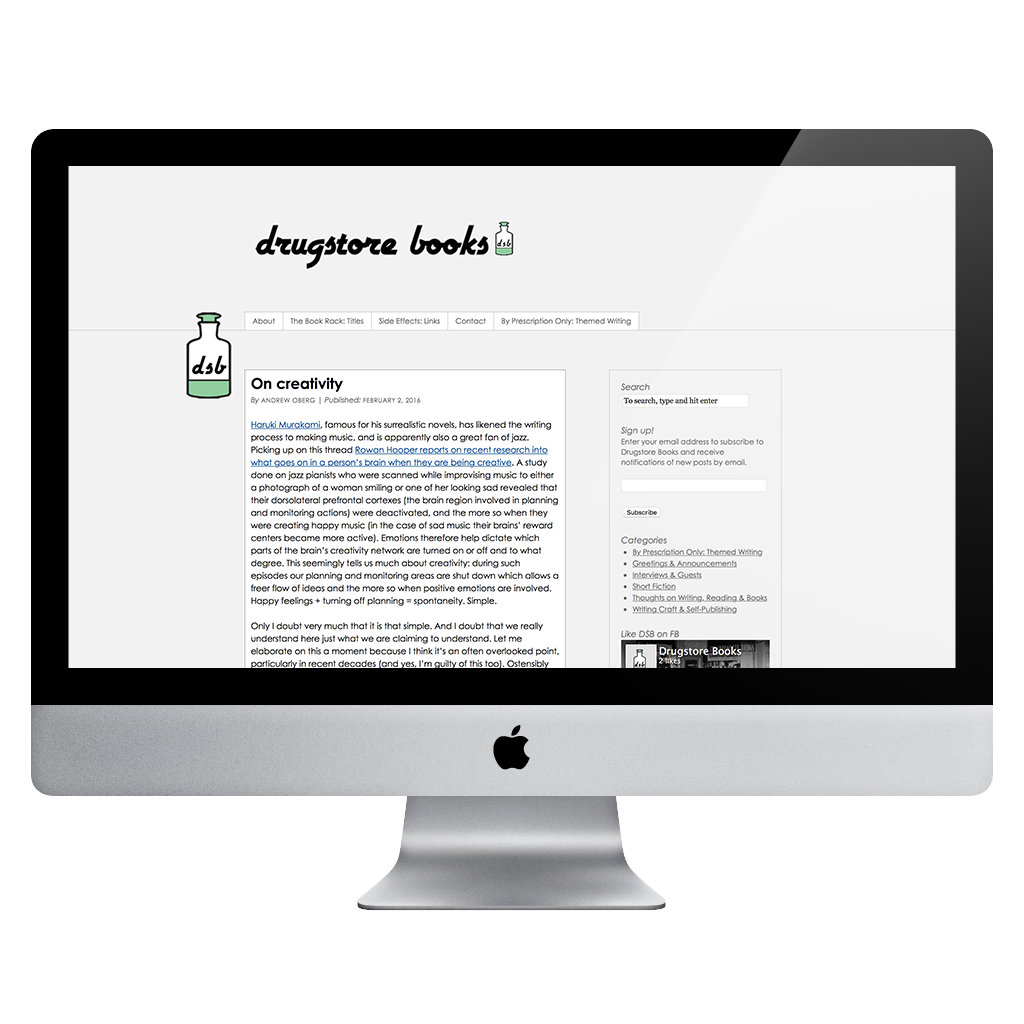 drugstore books
dsb
About
The Book Rack: Titles
Side Effects: Links
Contact
By Prescription Only: Themed Writing
dsb
On creativity
By ANDREW OBERG | Published: FEBRUARY 2, 2016
Haruki Murakami, famous for his surrealistic novels, has likened the writing
process to making music, and is apparently also a great fan of jazz.
Picking up on this thread Rowan Hooper reports on recent research into
what goes on in a person's brain when they are being creative. A study
done on jazz pianists who were scanned while improvising music to either
a photograph of a woman smiling or one of her looking sad revealed that
their dorsolateral prefrontal cortexes (the brain region involved in planning
and monitoring actions) were deactivated, and the more so when they
were creating happy music (in the case of sad music their brains' reward
centers became more active). Emotions therefore help dictate which
parts of the brain's creativity network are turned on or off and to what
degree. This seemingly tells us much about creativity: during such
episodes our planning and monitoring areas are shut down which allows a
freer flow of ideas and the more so when positive emotions are involved.
Happy feelings + turning off planning = spontaneity. Simple.
Only I doubt very much that it is that simple. And I doubt that we really
understand here just what we are claiming to understand. Let me
elaborate on this a moment because I think it's an often overlooked point,
particularly in recent decades (and yes, I'm guilty of this too). Ostensibly
Search
To search, type and hit enter
Sign up!
Enter your email address to subscribe to
Drugstore Books and receive
notifications of new posts by email.
Subscribe
Categories
By Prescription Only: Themed Writing
Greetings & Announcements
Interviews & Guests
Short Fiction
Thoughts on Writing, Reading & Books
Writing Craft & Self-Publishing
Like DSB on FB
Drugstore Books
2 likes